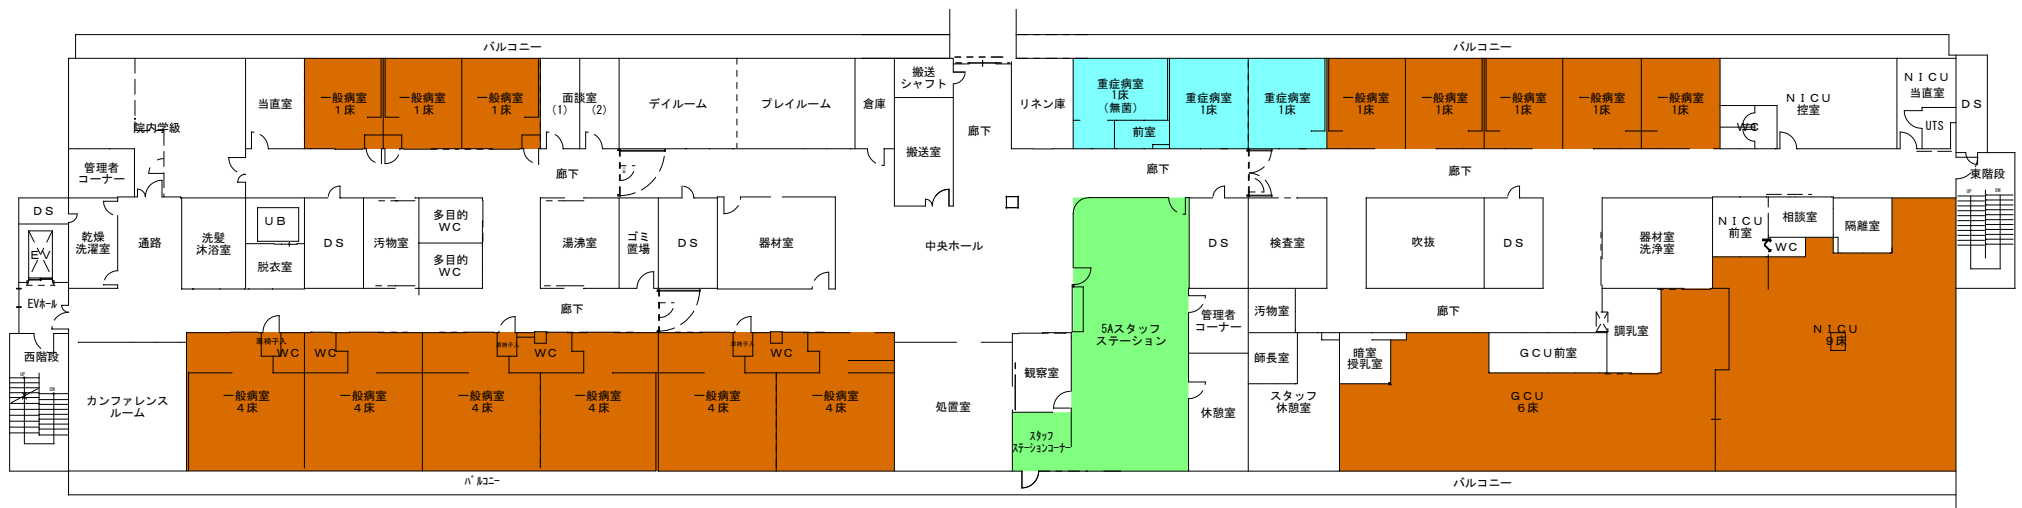 バルコニー
バルコニー
搬送
シャフト
当直室
一般病室
1床
一般病室
1床
一般病室
1床
面談室
(1)
(2)
デイルーム
プレイルーム
倉庫
リネン庫
重症病室
1床
(無菌)
前室
重症病室
1床
重症病室
1床
一般病室
1床
一般病室
1床
一般病室
1床
一般病室
1床
一般病室
1床
NICU
控室
WC
NICU
当直室
UTS
DS
院内学級
廊下
搬送室
管理者
コーナー
廊下
廊下
廊下
東階段
UP
DN
DS
EV
乾燥
洗濯室
通路
洗髪
沐浴室
UB
脱衣室
DS
汚物室
多目的
WC
多目的
WC
湯沸室
ゴミ
置場
DS
器材室
中央ホール
DS
検査室
吹抜
DS
器材室
洗浄室
NICU
前室
相談室
WC
隔離室
EVホール
廊下
5Aスタッフ
ステーション
管理者
コーナー
汚物室
廊下
調乳室
NICU
9床
西階段
UP
DN
車椅子入
WC
WC
車椅子入
WC
車椅子入
WC
師長室
暗室
授乳室
GCU前室
カンファレンス
ルーム
一般病室
4床
一般病室
4床
一般病室
4床
一般病室
4床
一般病室
4床
一般病室
4床
処置室
観察室
スタッフ
ステーションコーナー
休憩室
スタッフ
休憩室
GCU
6床
バルコニー
バルコニー